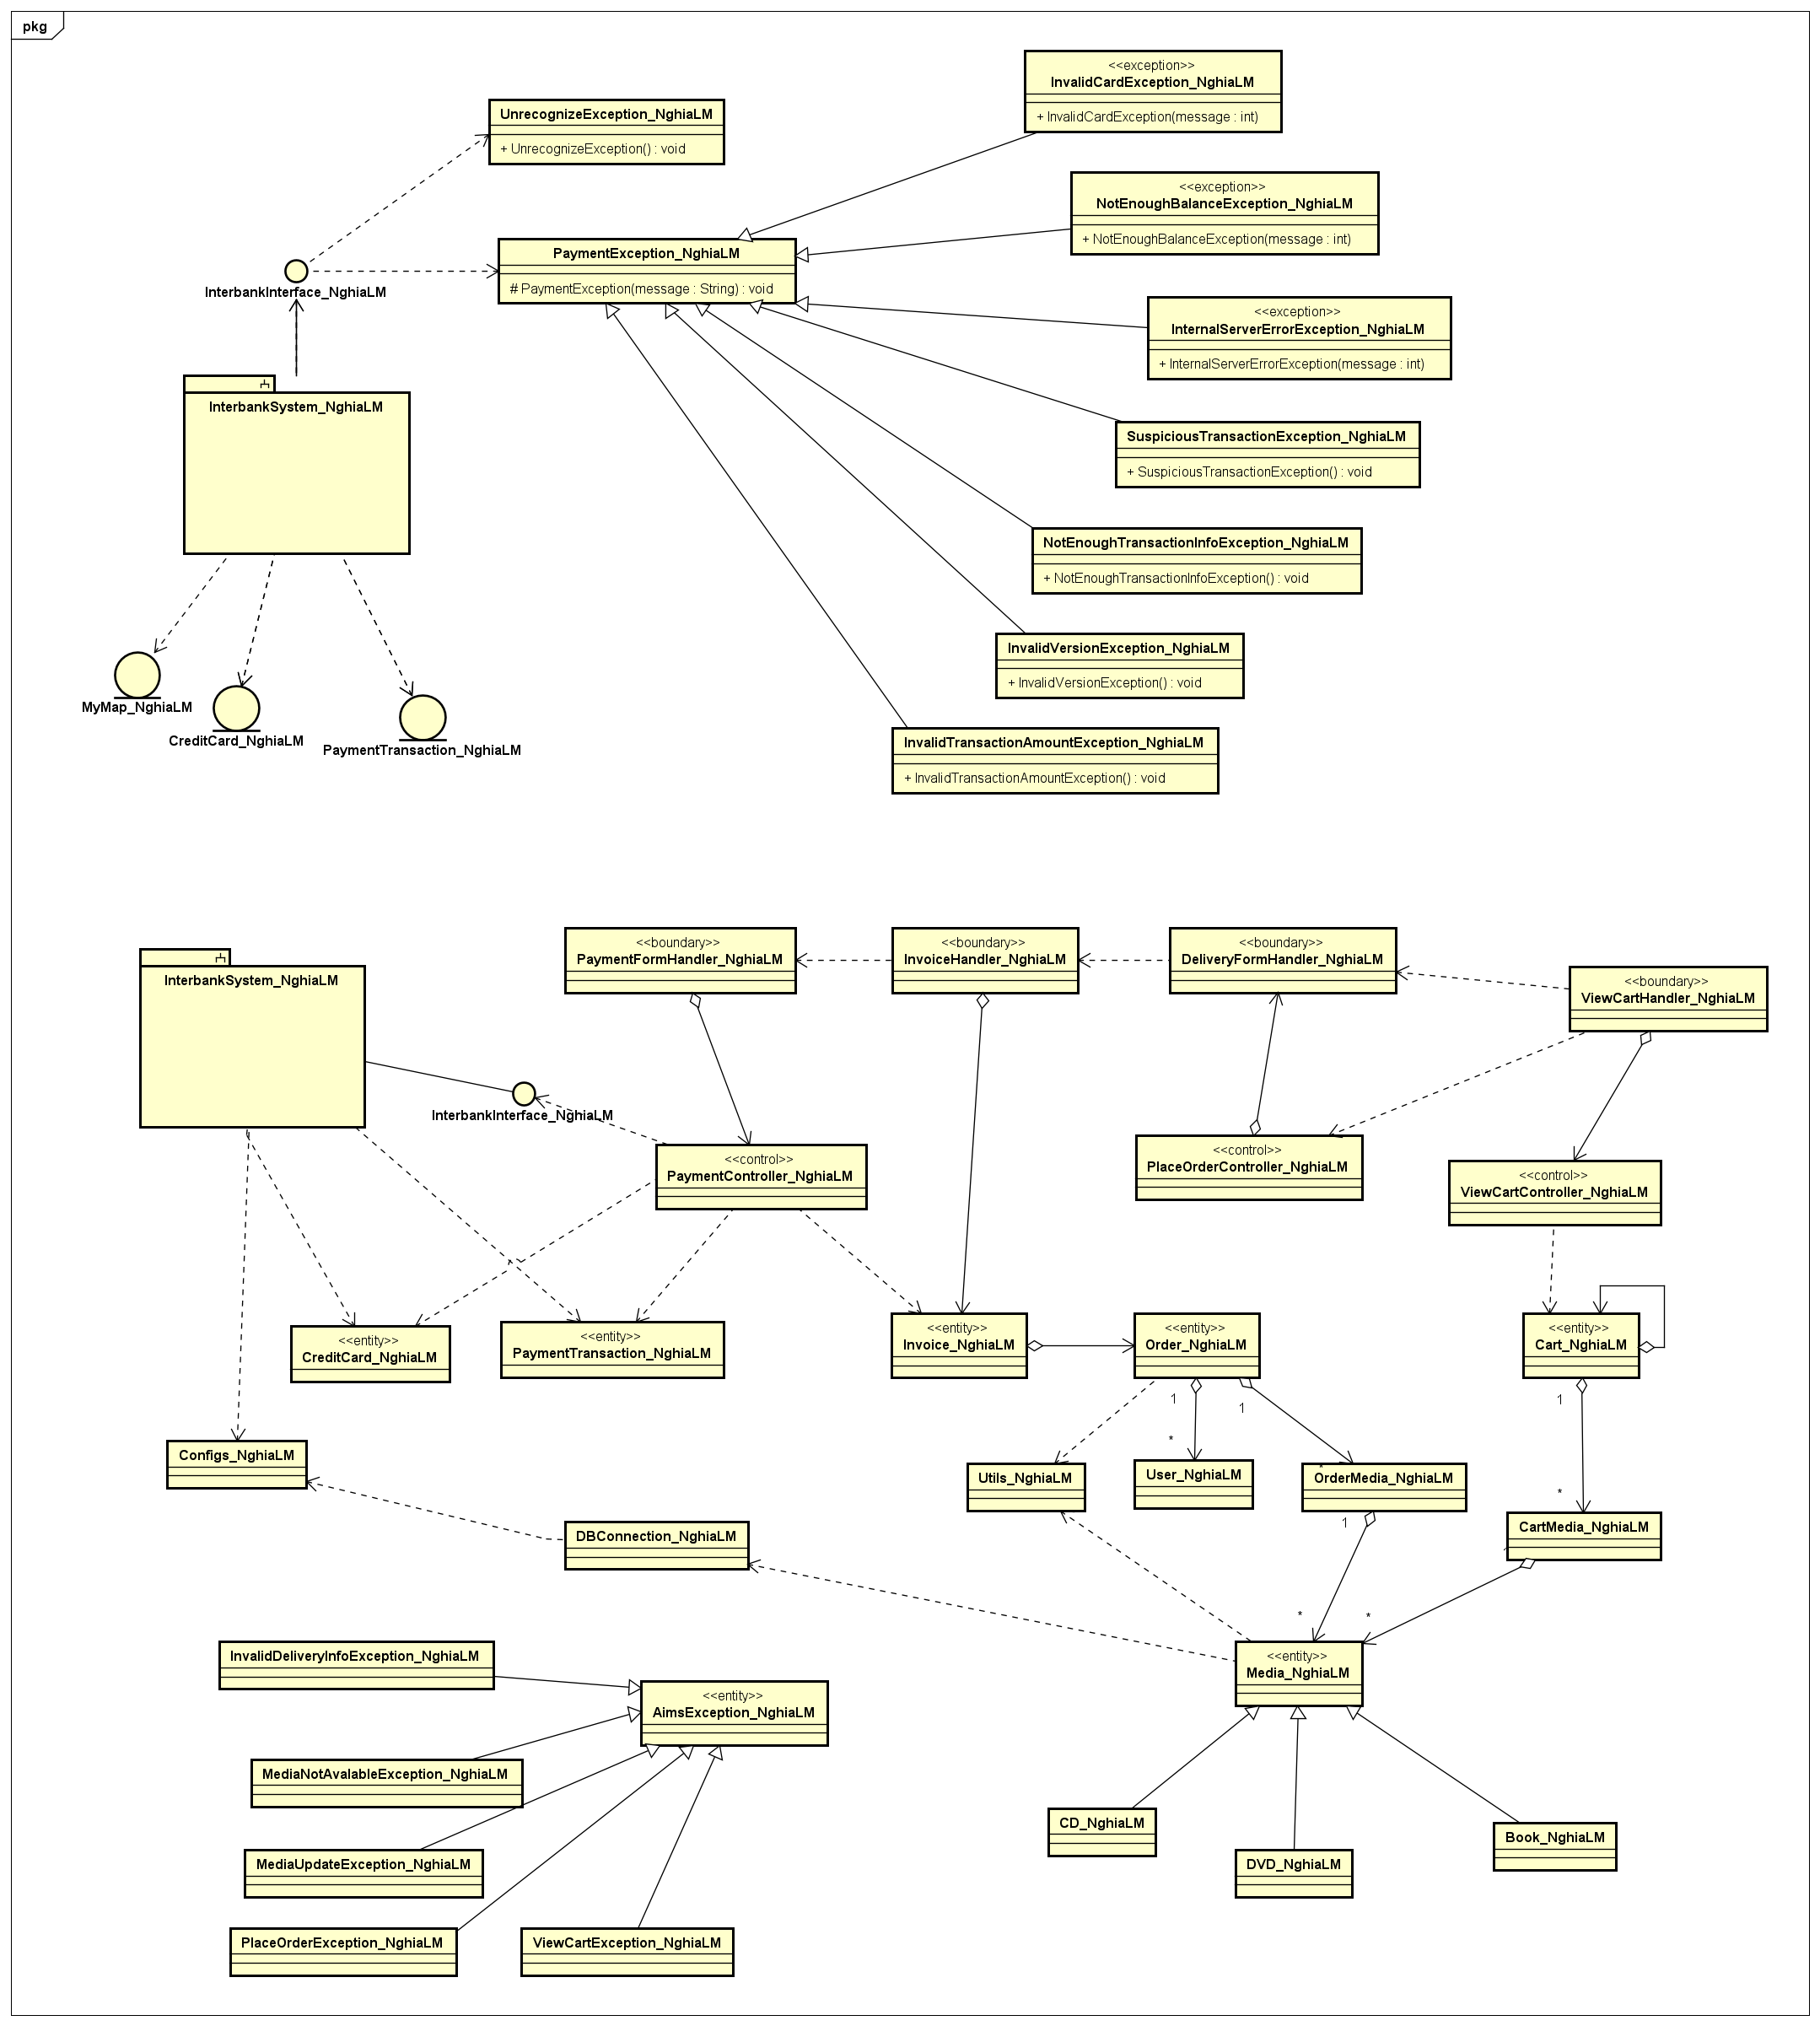 pkg
<<exception>>
InvalidCardException_NghiaLM
+ InvalidCardException(message : int)
UnrecognizeException_NghiaLM
+ UnrecognizeException() : void
<<exception>>
NotEnoughBalanceException_NghiaLM
+ NotEnoughBalanceException(message : int)
PaymentException_NghiaLM
# PaymentException(message : String) : void
InterbankInterface_NghiaLM
<<exception>>
InternalServerErrorException_NghiaLM
+ InternalServerErrorException(message : int)
InterbankSystem_NghiaLM
SuspiciousTransactionException_NghiaLM
+ SuspiciousTransactionException() : void
NotEnoughTransactionInfoException_NghiaLM
+ NotEnoughTransactionInfoException() : void
InvalidVersionException_NghiaLM
+ InvalidVersionException() : void
MyMap_NghiaLM
CreditCard_NghiaLM
PaymentTransaction_NghiaLM
InvalidTransactionAmountException_NghiaLM
+ InvalidTransactionAmountException() : void
<<boundary>>
PaymentFormHandler_NghiaLM
<<boundary>>
InvoiceHandler_NghiaLM
<<boundary>>
DeliveryFormHandler_NghiaLM
<<boundary>>
ViewCartHandler_NghiaLM
InterbankSystem_NghiaLM
InterbankInterface_NghiaLM
<<control>>
PaymentController_NghiaLM
<<control>>
PlaceOrderController_NghiaLM
<<control>>
ViewCartController_NghiaLM
<<entity>>
CreditCard_NghiaLM
<<entity>>
PaymentTransaction_NghiaLM
<<entity>>
Invoice_NghiaLM
<<entity>>
Order_NghiaLM
<<entity>>
Cart_NghiaLM
1
1
1
*
*
*
Configs_NghiaLM
Utils_NghiaLM
User_NghiaLM
OrderMedia_NghiaLM
1
CartMedia_NghiaLM
DBConnection_NghiaLM
*
*
InvalidDeliveryInfoException_NghiaLM
<<entity>>
Media_NghiaLM
<<entity>>
AimsException_NghiaLM
MediaNotAvalableException_NghiaLM
CD_NghiaLM
Book_NghiaLM
MediaUpdateException_NghiaLM
DVD_NghiaLM
PlaceOrderException_NghiaLM
ViewCartException_NghiaLM